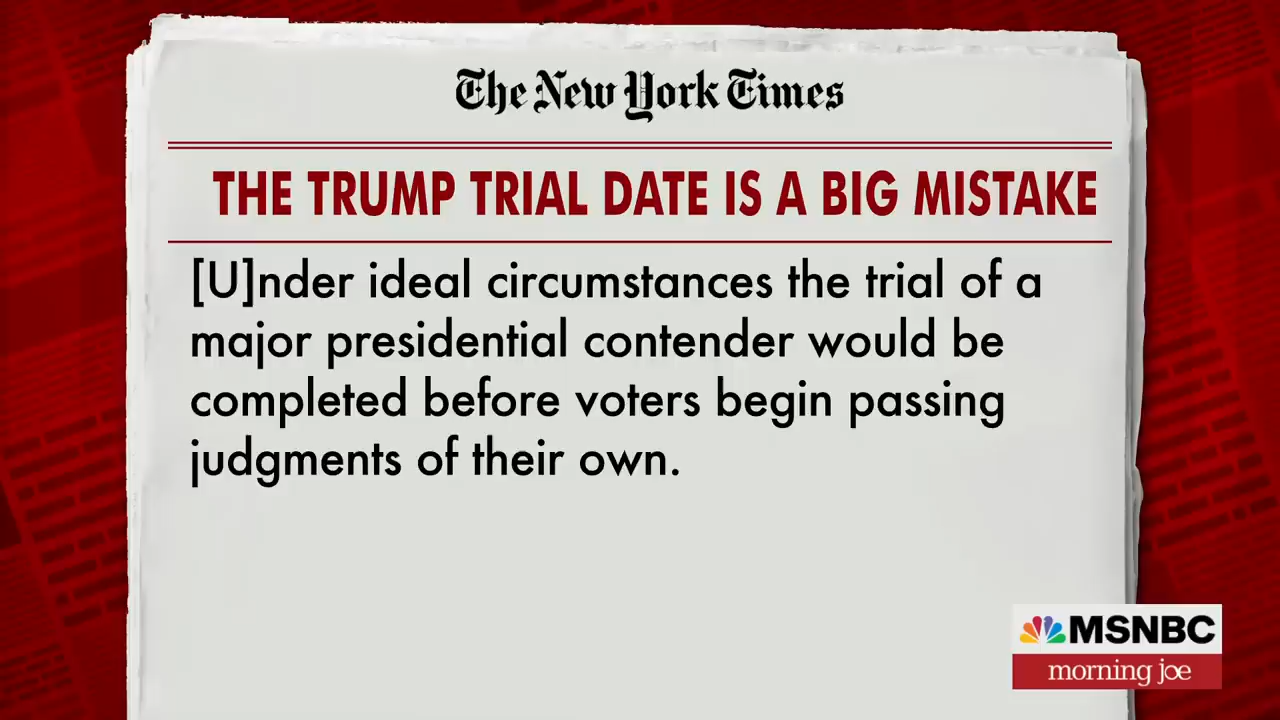 The New York Times
THE TRUMP TRIAL DATE IS A BIG MISTAKE
[U]nder ideal circumstances the trial of a
major presidential contender would be
completed before voters begin passing
judgments of their own.
MSNBC
morning joe